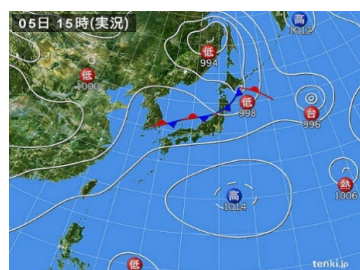 05日 15時(実況)
低
994
高
1012
低
1000
低
998
台
996
熱
1006
高
1014
低
tenki.jp